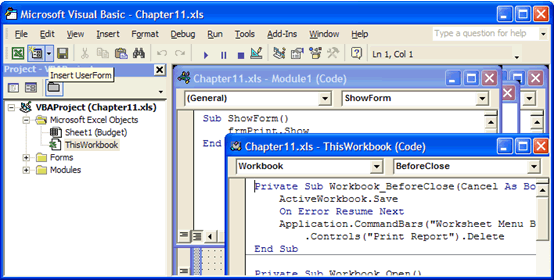 Microsoft Visual Basic - Chapter11.xls
File Edit View Insert Format Debug Run Tools Add-Ins Window Help
Type a question for help
Ln 1, Col 1
Insert UserForm
Project - VBAProject
VBAProject (Chapter11.xls)
Microsoft Excel Objects
Sheet1 (Budget)
ThisWorkbook
Forms
Modules
Chapter11.xls - Module1 (Code)
(General) ShowForm
Sub ShowForm()
frmPrint.Show
End
Chapter11.xls - ThisWorkbook (Code)
Workbook BeforeClose
Private Sub Workbook_BeforeClose(Cancel As Bo
ActiveWorkbook.Save
On Error Resume Next
Application.CommandBars("Worksheet Menu B
.Controls("Print Report").Delete
End Sub
Private Sub Workbook_Open()